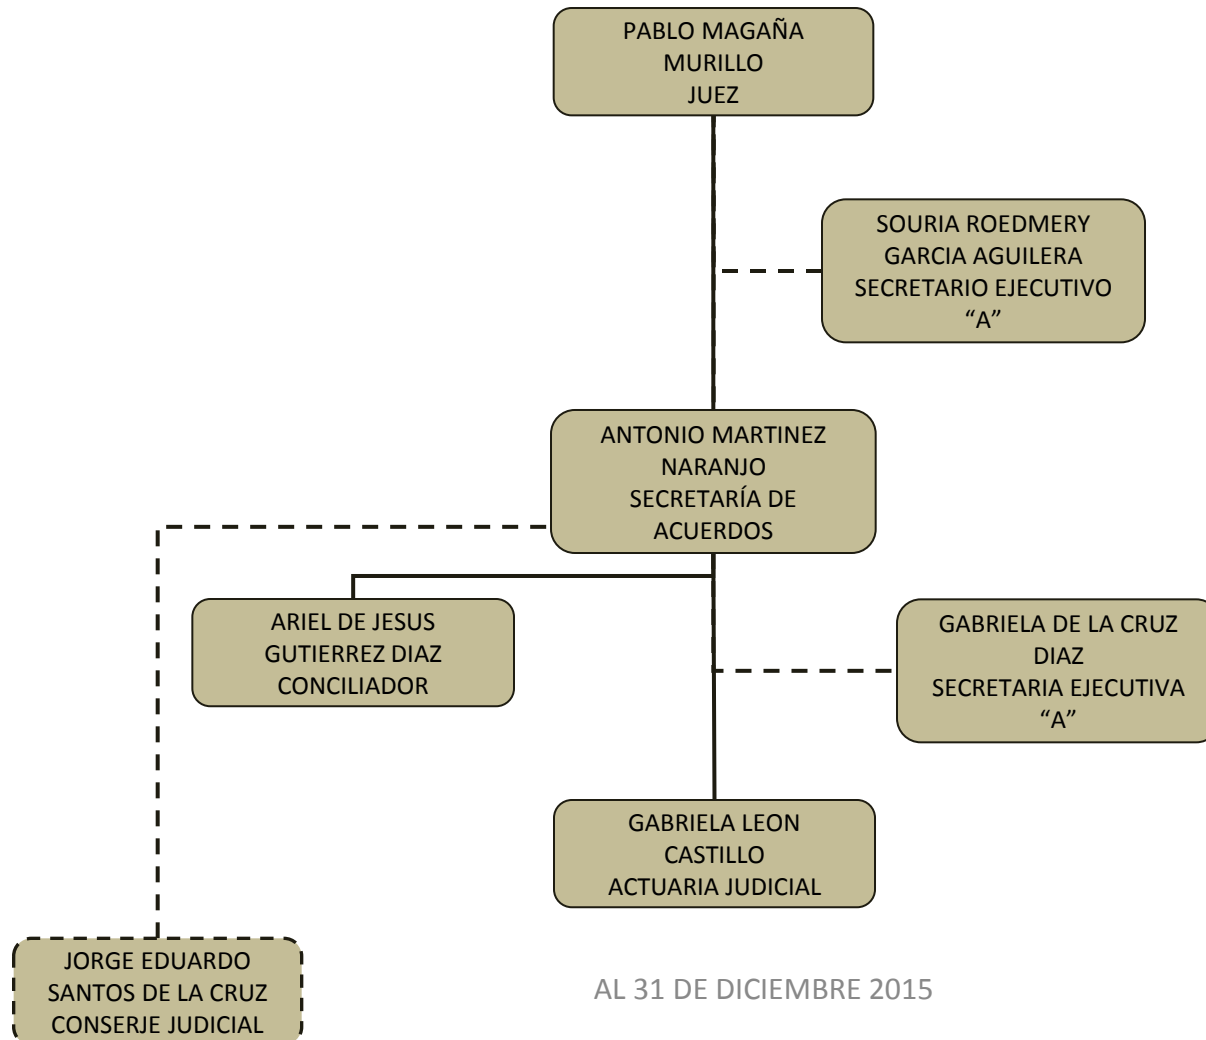 PABLO MAGAÑA
MURILLO
JUEZ
SOURIA ROEDMERY
GARCIA AGUILERA
SECRETARIO EJECUTIVO
“A”
ANTONIO MARTINEZ
NARANJO
SECRETARÍA DE
ACUERDOS
ARIEL DE JESUS
GUTIERREZ DIAZ
CONCILIADOR
GABRIELA DE LA CRUZ
DIAZ
SECRETARIA EJECUTIVA
“A”
GABRIELA LEON
CASTILLO
ACTUARIA JUDICIAL
JORGE EDUARDO
SANTOS DE LA CRUZ
CONSERJE JUDICIAL
AL 31 DE DICIEMBRE 2015